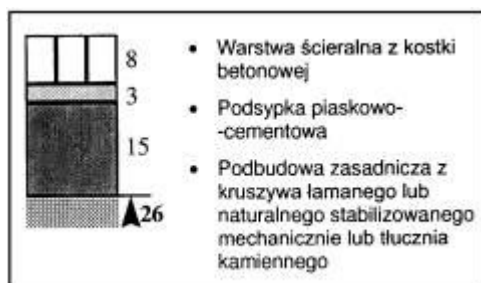 8
3
15
26
• Warstwa ścieralna z kostki
betonowej
• Podsypka piaskowo-
-cementowa
• Podbudowa zasadnicza z
kruszywa łamanego lub
naturalnego stabilizowanego
mechanicznie lub tłucznia
kamiennego